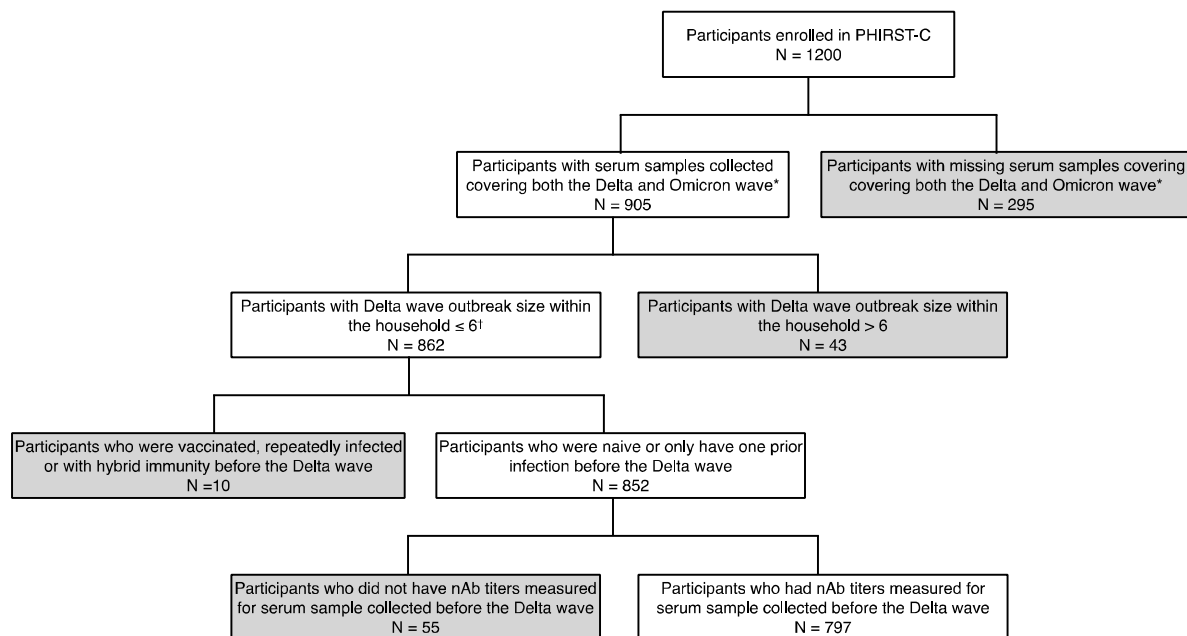 Participants enrolled in PHIRST-C
N = 1200
Participants with serum samples collected
covering both the Delta and Omicron wave*
N = 905
Participants with missing serum samples covering
covering both the Delta and Omicron wave*
N = 295
Participants with Delta wave outbreak size within
the household ≤ 6†
N = 862
Participants with Delta wave outbreak size within
the household > 6
N = 43
Participants who were vaccinated, repeatedly infected
or with hybrid immunity before the Delta wave
N =10
Participants who were naive or only have one prior
infection before the Delta wave
N = 852
Participants who did not have nAb titers measured
for serum sample collected before the Delta wave
N = 55
Participants who had nAb titers measured for
serum sample collected before the Delta wave
N = 797